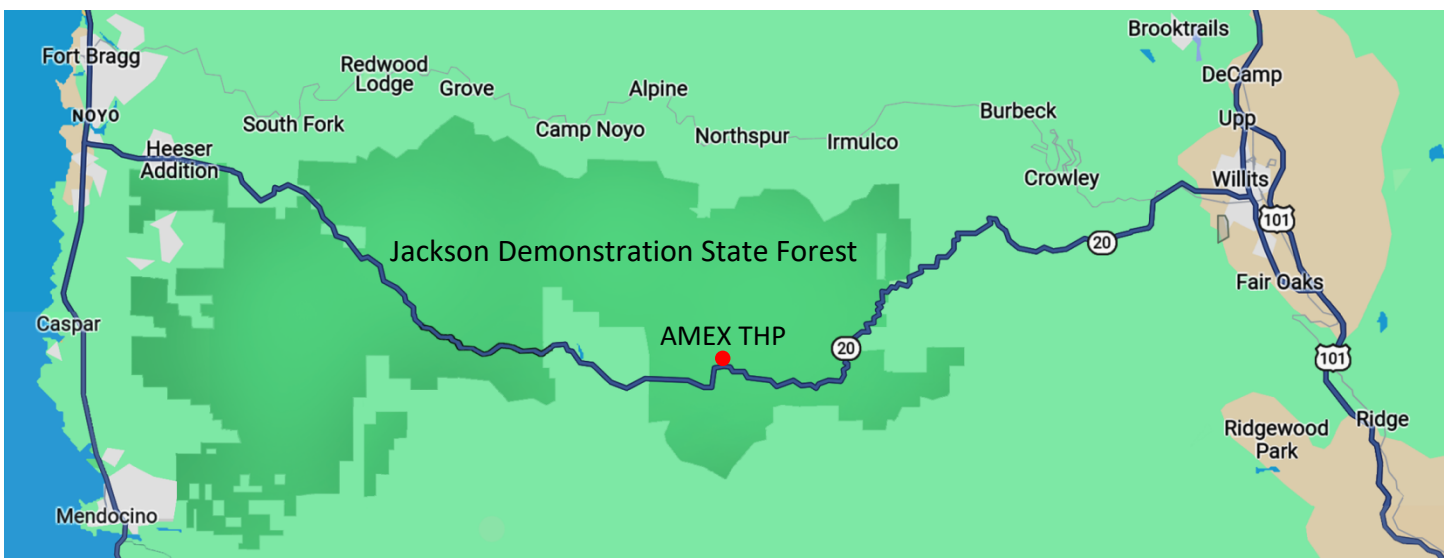 Brooktrails
Fort Bragg
Redwood
Lodge
Grove
Alpine
DeCamp
NOYO
South Fork
Camp Noyo
Northspur
Irmulco
Burbeck
Upp
Heeser
Addition
Crowley
Willits
101
20
Jackson Demonstration State Forest
Fair Oaks
Caspar
AMEX THP
20
101
Ridgewood
Park
Ridge
Mendocino